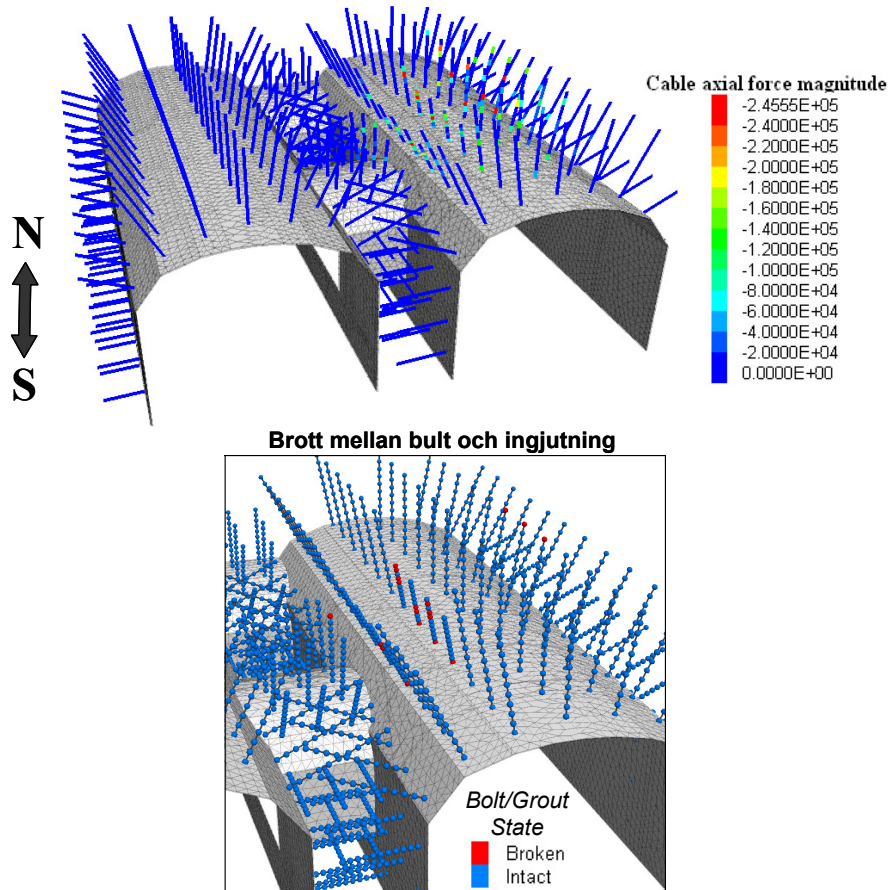 Cable axial force magnitude
-2.4555E+05
-2.4000E+05
-2.2000E+05
-2.0000E+05
-1.8000E+05
-1.6000E+05
-1.4000E+05
-1.2000E+05
-1.0000E+05
-8.0000E+04
-6.0000E+04
-4.0000E+04
-2.0000E+04
0.0000E+00
N
S
Brott mellan bult och ingjutning
Bolt/Grout
State
Broken
Intact